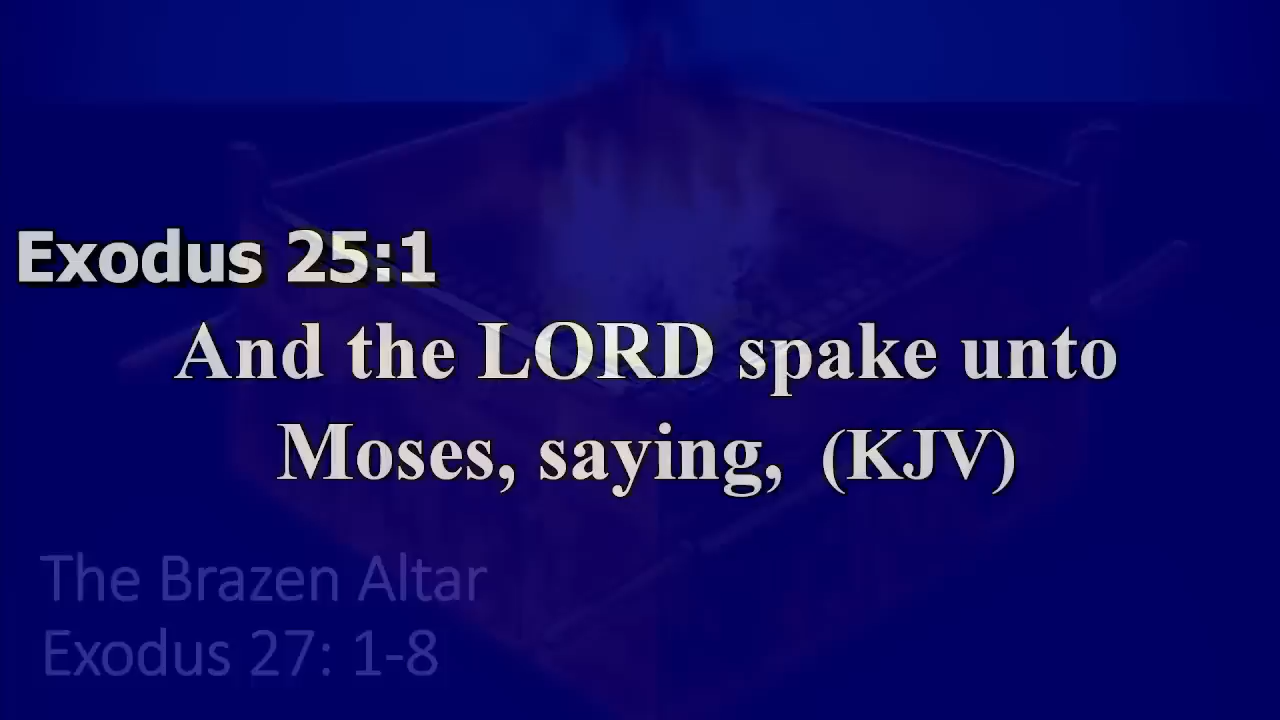 Exodus 25:1
And the LORD spake unto
Moses, saying,  (KJV)
The Brazen Altar
Exodus 27: 1-8